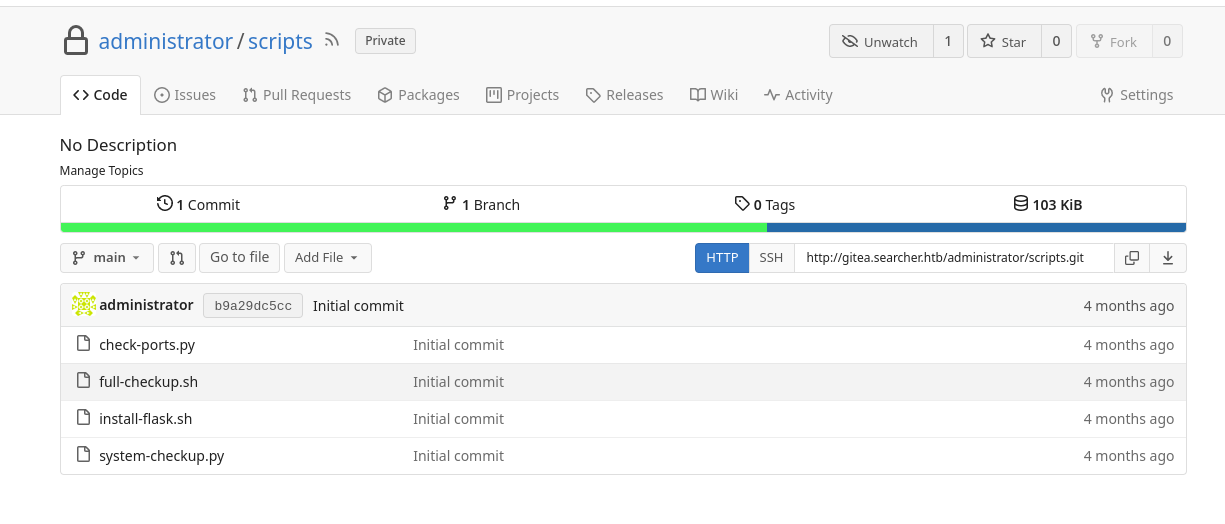 administrator/scripts Private Unwatch 1 Star 0 Fork 0
Code Issues Pull Requests Packages Projects Releases Wiki Activity Settings
No Description
Manage Topics
1 Commit 1 Branch 0 Tags 103 KiB
main Go to file Add File HTTP SSH http://gitea.searcher.htb/administrator/scripts.git
administrator b9a29dc5cc Initial commit 4 months ago
check-ports.py Initial commit 4 months ago
full-checkup.sh Initial commit 4 months ago
install-flask.sh Initial commit 4 months ago
system-checkup.py Initial commit 4 months ago